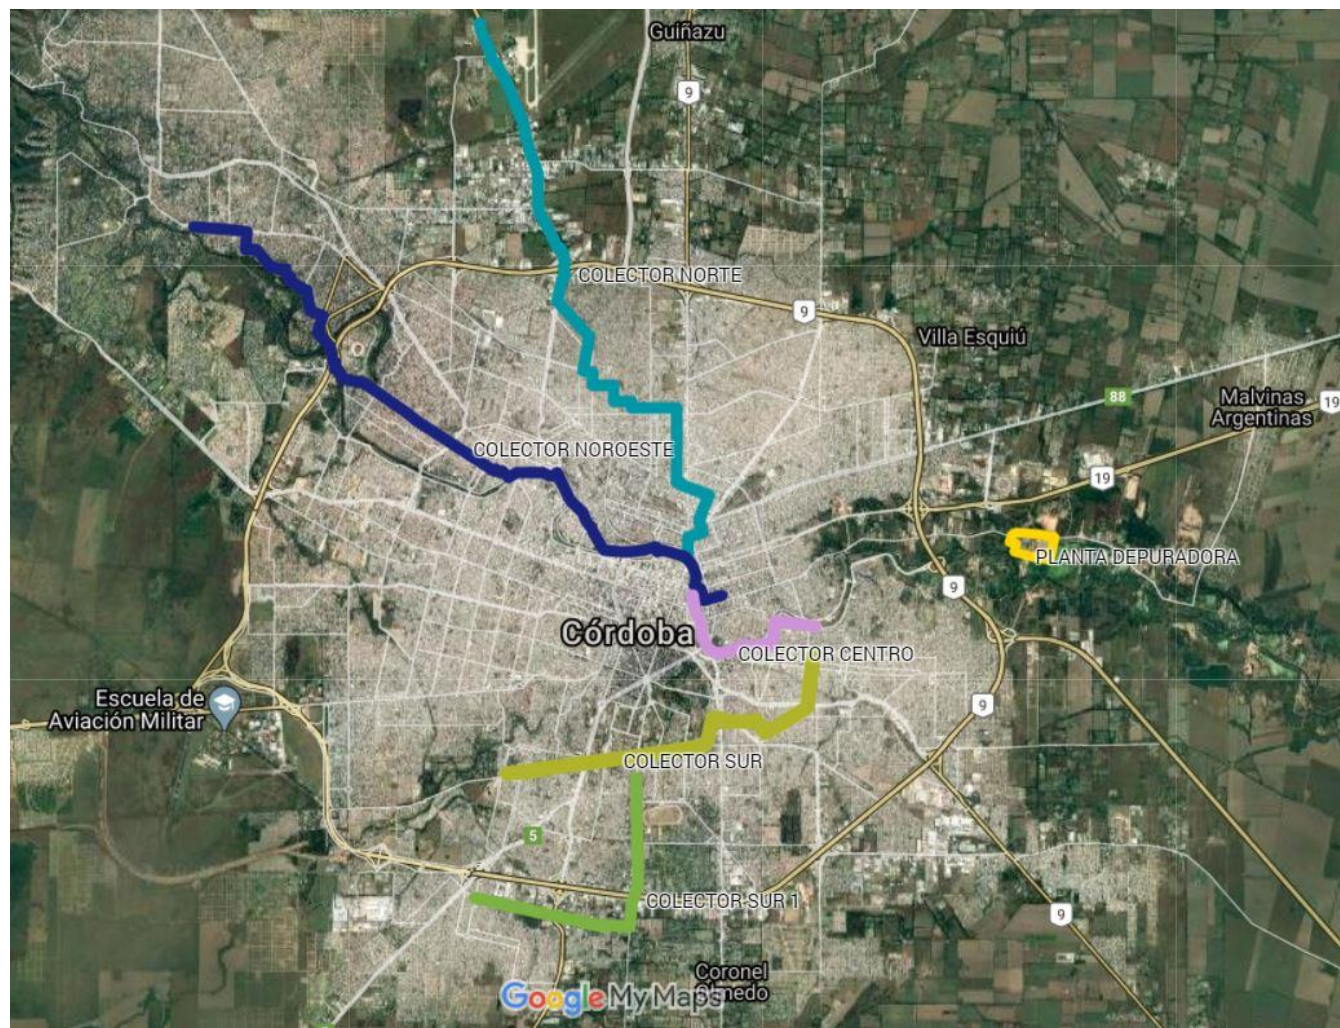 Guiñazu
9
COLECTOR NORTE
9
Villa Esquiú
88
Malvinas
Argentinas
19
COLECTOR NOROESTE
19
PLANTA DEPURADORA
9
Córdoba
COLECTOR CENTRO
Escuela de
Aviación Militar
9
COLECTOR SUR
5
COLECTOR SUR 1
9
Coronel
Olmedo
Google My Maps